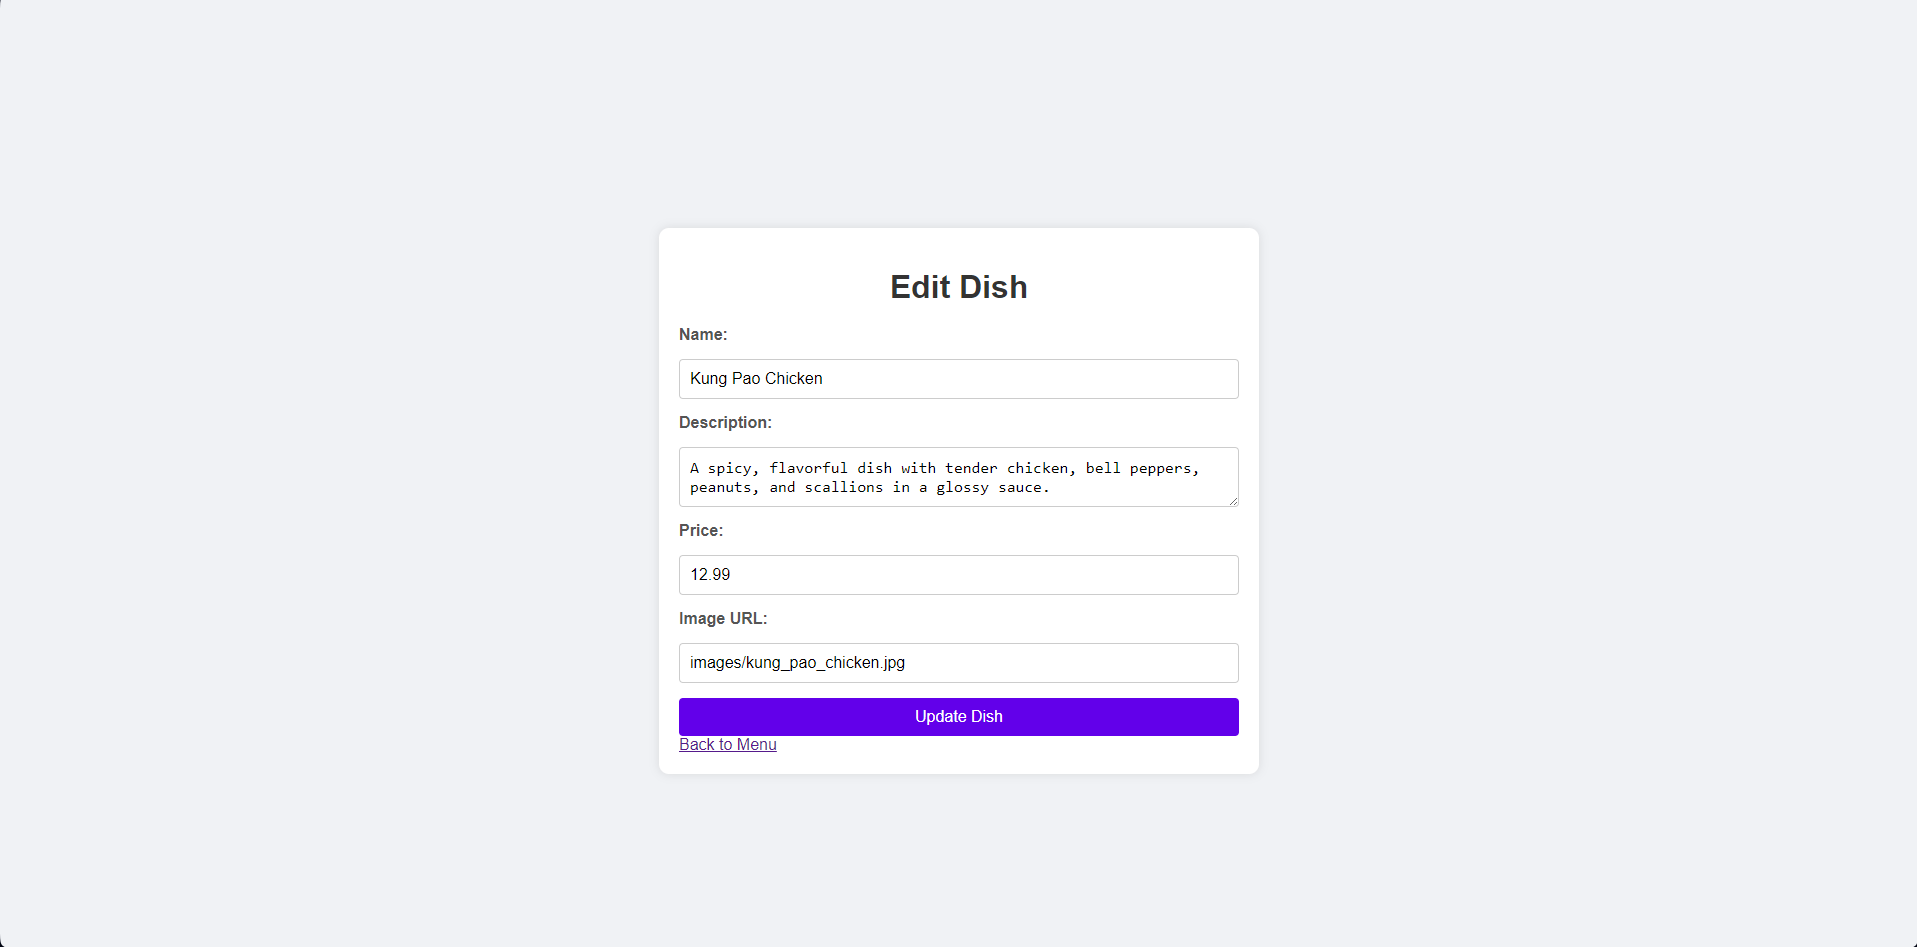 Edit Dish
Name:
Kung Pao Chicken
Description:
A spicy, flavorful dish with tender chicken, bell peppers,
peanuts, and scallions in a glossy sauce.
Price:
12.99
Image URL:
images/kung_pao_chicken.jpg
Update Dish
Back to Menu